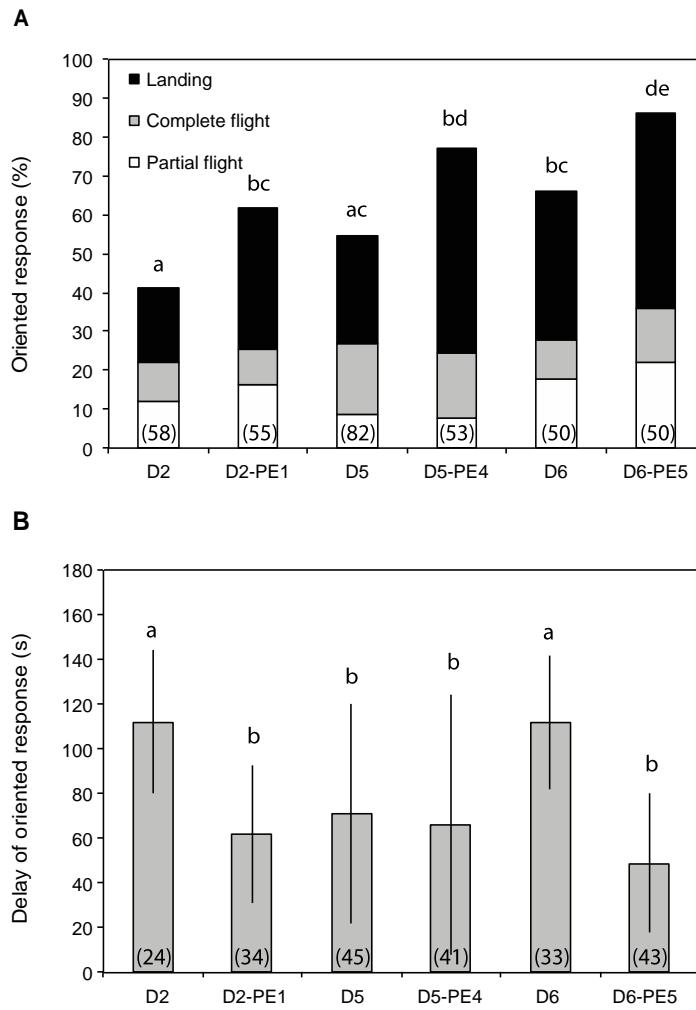 A
Oriented response (%)
100
90
80
70
60
50
40
30
20
10
0
Landing
Complete flight
Partial flight
a
bc
ac
bd
bc
de
(58) (55) (82) (53) (50) (50)
D2 D2-PE1 D5 D5-PE4 D6 D6-PE5
B
Delay of oriented response (s)
180
160
140
120
100
80
60
40
20
0
a
b
b
b
a
b
(24) (34) (45) (41) (33) (43)
D2 D2-PE1 D5 D5-PE4 D6 D6-PE5